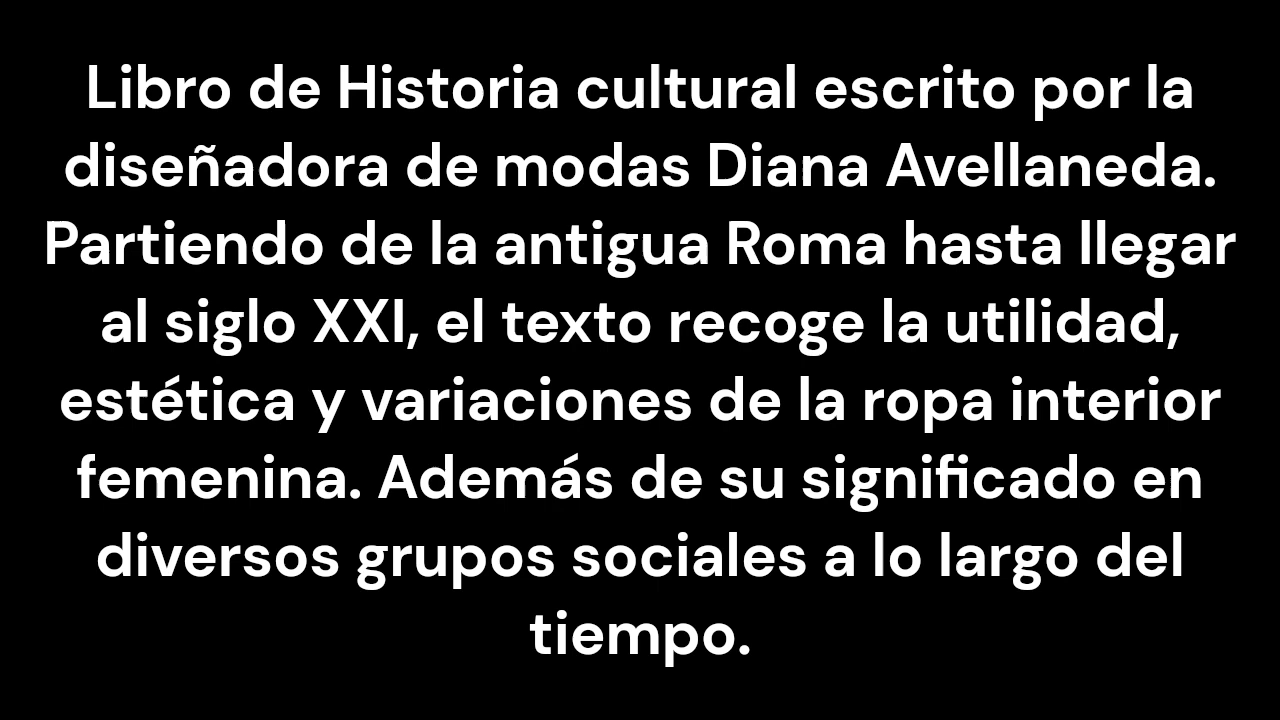 Libro de Historia cultural escrito por la
diseñadora de modas Diana Avellaneda.
Partiendo de la antigua Roma hasta llegar
al siglo XXI, el texto recoge la utilidad,
estética y variaciones de la ropa interior
femenina. Además de su significado en
diversos grupos sociales a lo largo del
tiempo.